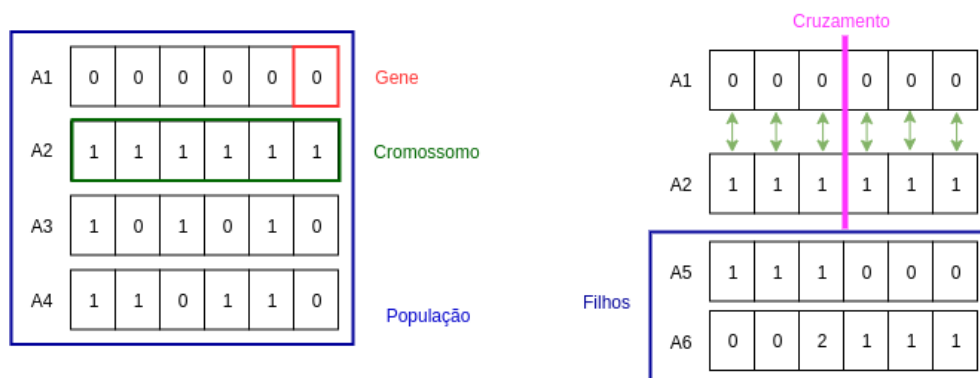 A1 0 0 0 0 0 0 Gene
A2 1 1 1 1 1 1 Cromossomo
A3 1 0 1 0 1 0
A4 1 1 0 1 1 0
População
Cruzamento
A1 0 0 0 0 0 0
A2 1 1 1 1 1 1
Filhos
A5 1 1 1 0 0 0
A6 0 0 2 1 1 1